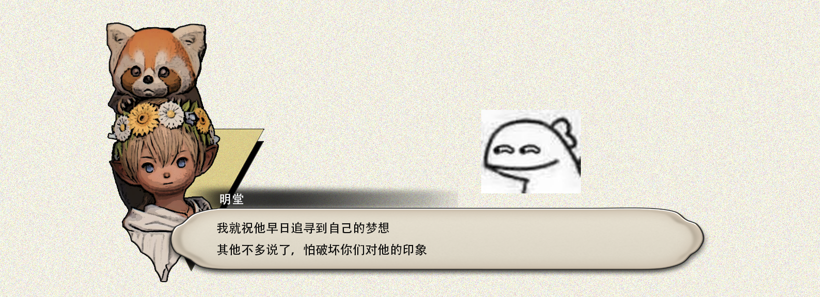 明堂
我就祝他早日追寻到自己的梦想
其他不多说了，怕破坏你们对他的印象